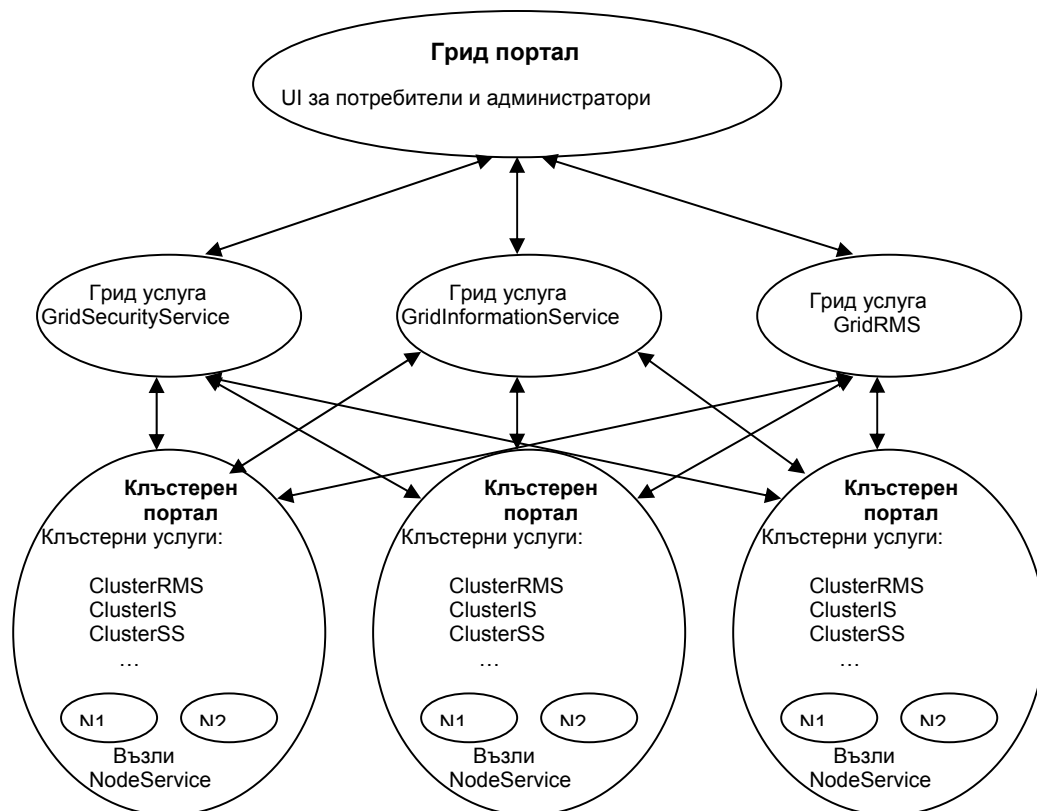 Грид портал
UI за потребители и администратори
Грид услуга
GridSecurityService
Грид услуга
GridInformationService
Грид услуга
GridRMS
Клъстерен
портал
Клъстерни услуги:
ClusterRMS
ClusterIS
ClusterSS
…
N1
N2
Възли
NodeService
Клъстерен
портал
Клъстерни услуги:
ClusterRMS
ClusterIS
ClusterSS
…
N1
N2
Възли
NodeService
Клъстерен
портал
Клъстерни услуги:
ClusterRMS
ClusterIS
ClusterSS
…
N1
N2
Възли
NodeService